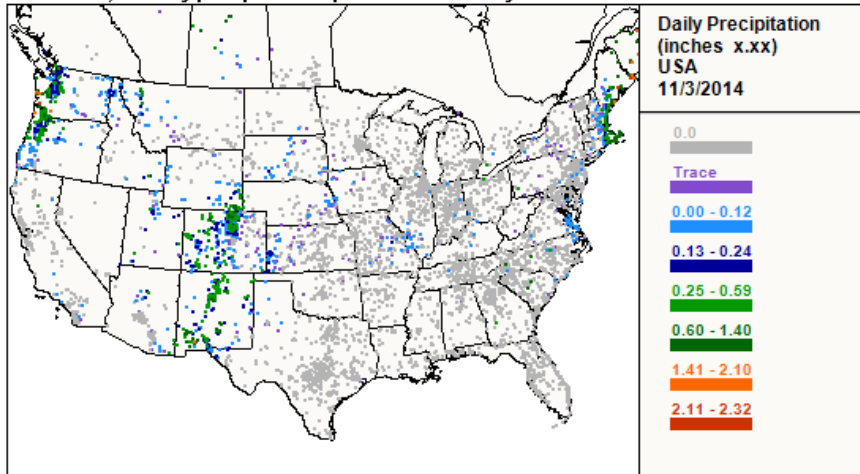 Daily Precipitation
(inches x.xx)
USA
11/3/2014
0.0
Trace
0.00 - 0.12
0.13 - 0.24
0.25 - 0.59
0.60 - 1.40
1.41 - 2.10
2.11 - 2.32